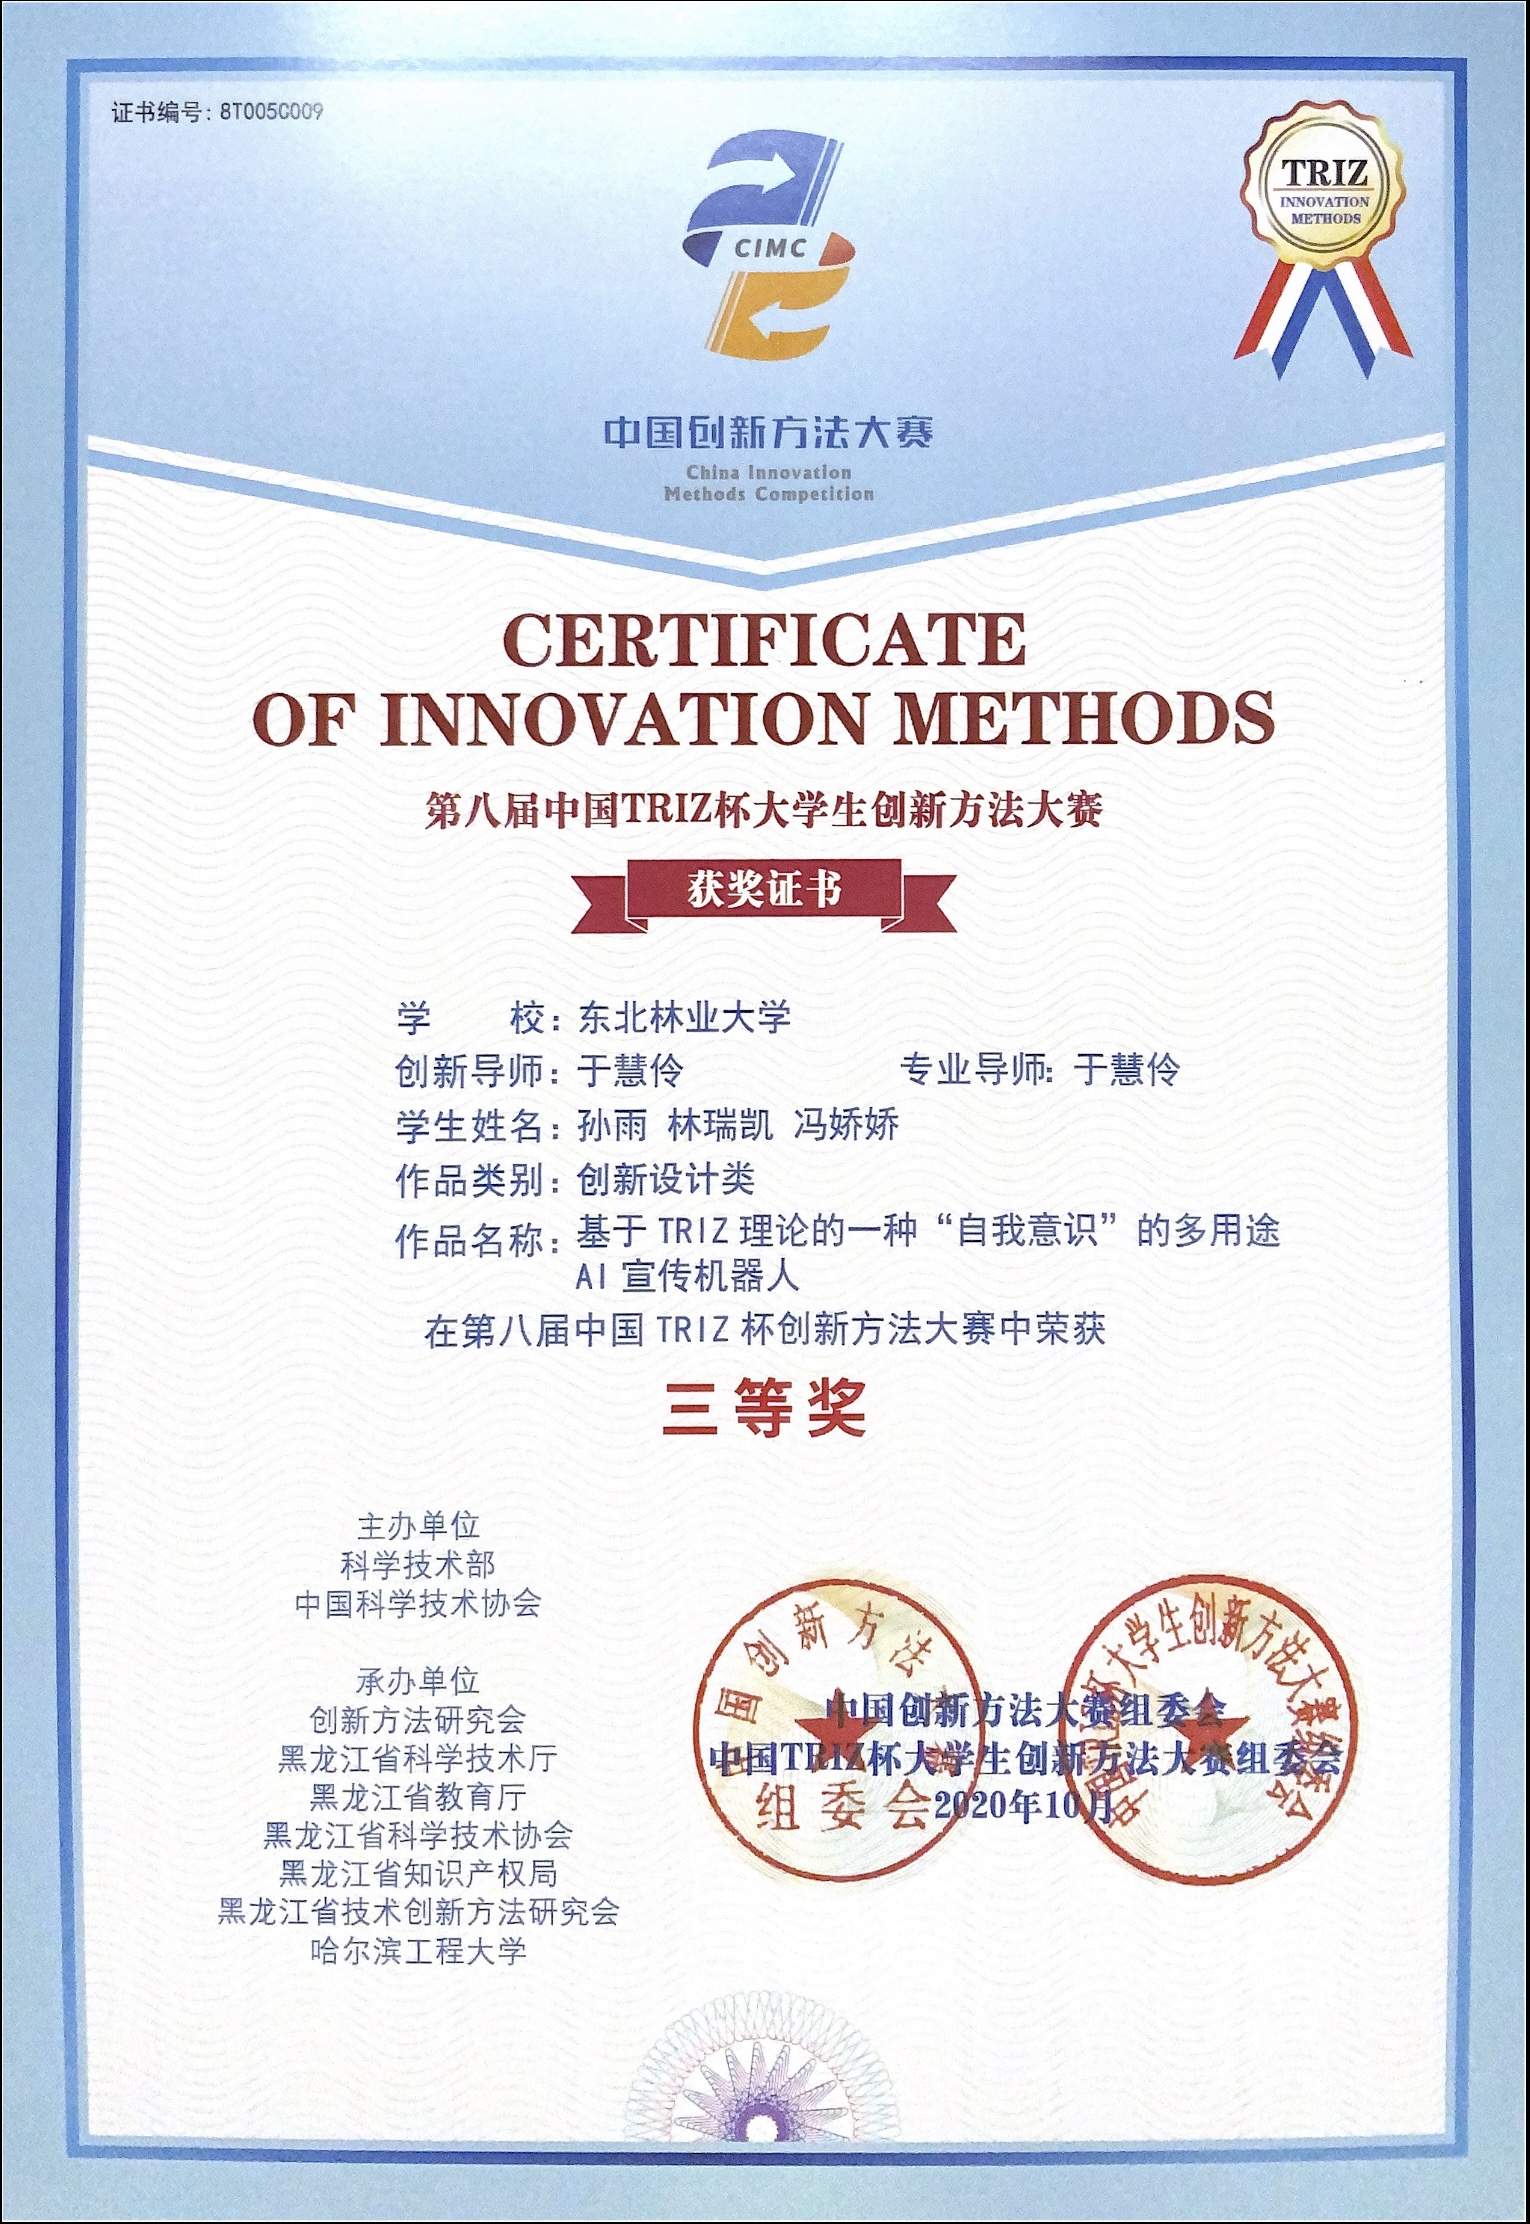 证书编号：8T005C009
TRIZ
INNOVATION
METHODS
CIMC
中国创新方法大赛
China Innovation
Methods Competition
CERTIFICATE
OF INNOVATION METHODS
第八届中国TRIZ杯大学生创新方法大赛
获奖证书
学 校：东北林业大学
创新导师：于慧伶 专业导师：于慧伶
学生姓名：孙雨 林瑞凯 冯娇娇
作品类别：创新设计类
作品名称：基于 TRIZ 理论的一种“自我意识”的多用途
AI 宣传机器人
在第八届中国 TRIZ 杯创新方法大赛中荣获
三等奖
主办单位
科学技术部
中国科学技术协会
承办单位
创新方法研究会
黑龙江省科学技术厅
黑龙江省教育厅
黑龙江省科学技术协会
黑龙江省知识产权局
黑龙江省技术创新方法研究会
哈尔滨工程大学
中国创新方法大赛组委会
中国TRIZ杯大学生创新方法大赛组委会
2020年10月
中国创新方法大赛
组委会
中国TRIZ杯大学生创新方法大赛组委会